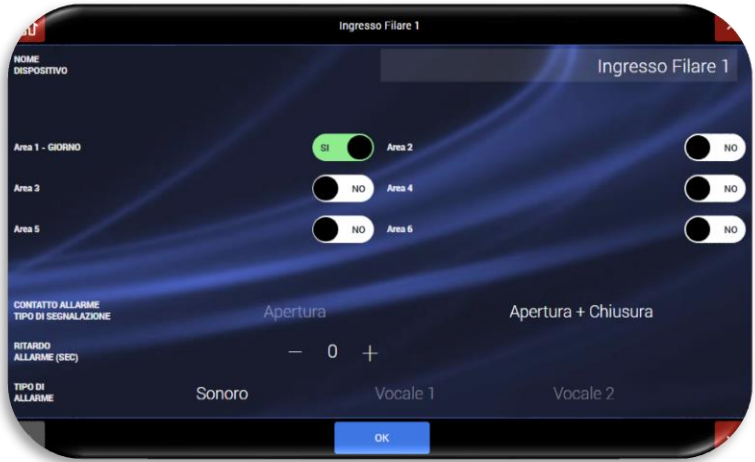 Ingresso Filare 1
NOME
DISPOSITIVO
Ingresso Filare 1
Area 1 - GIORNO
SI
Area 2
NO
Area 3
NO
Area 4
NO
Area 5
NO
Area 6
NO
CONTATTO ALLARME
TIPO DI SEGNALAZIONE
Apertura
Apertura + Chiusura
RITARDO
ALLARME (SEC)
— 0 +
TIPO DI
ALLARME
Sonoro
Vocale 1
Vocale 2
OK